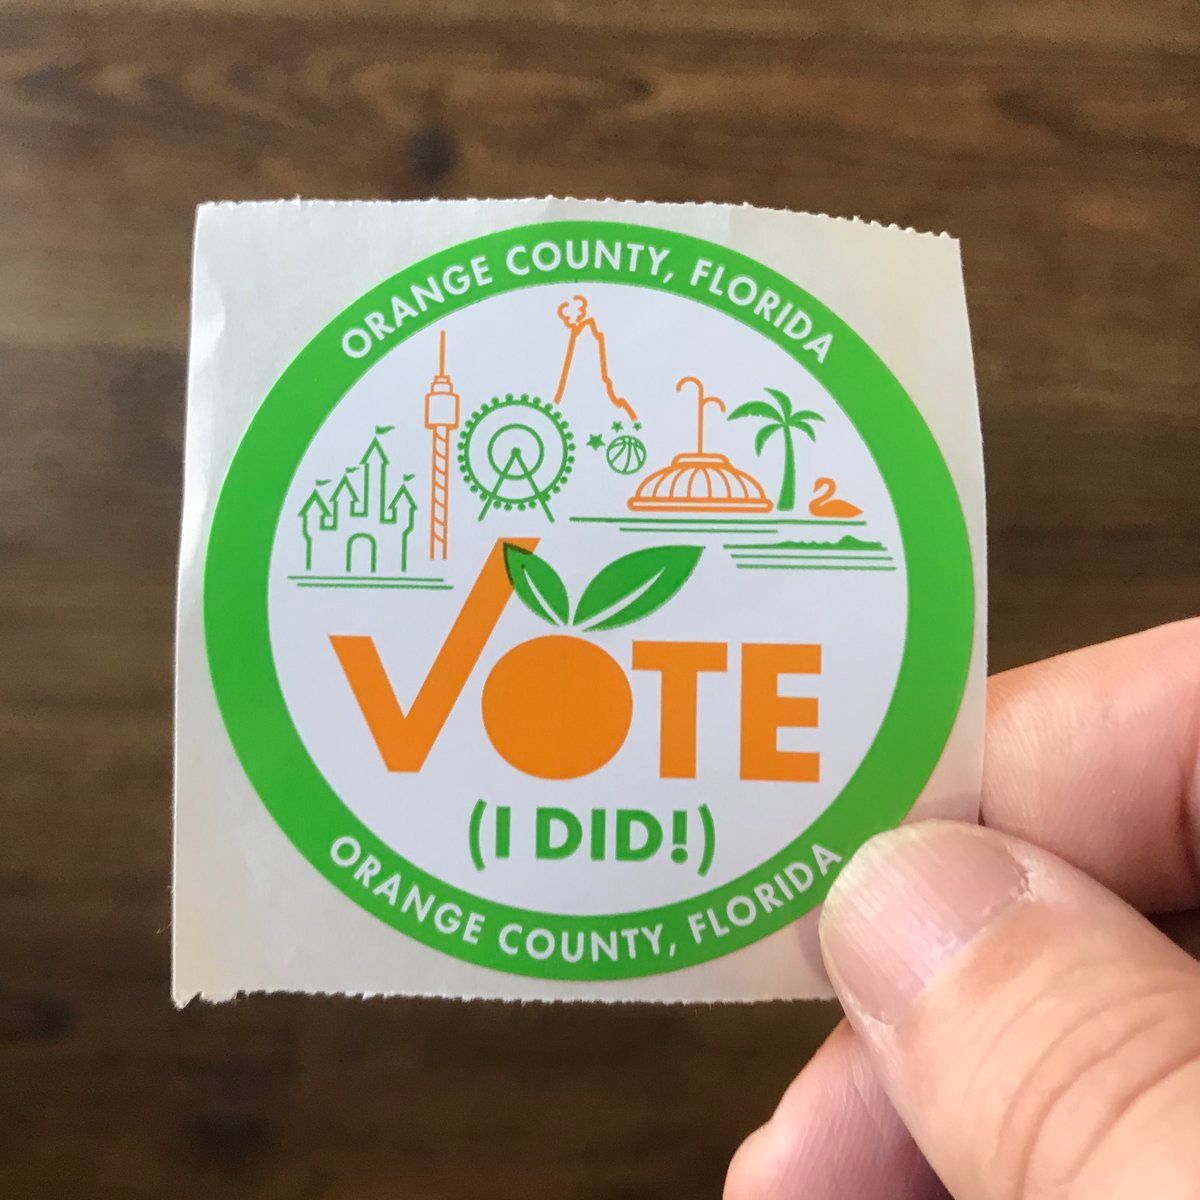 ORANGE COUNTY, FLORIDA
VOTE
(I DID!)
ORANGE COUNTY, FLORIDA